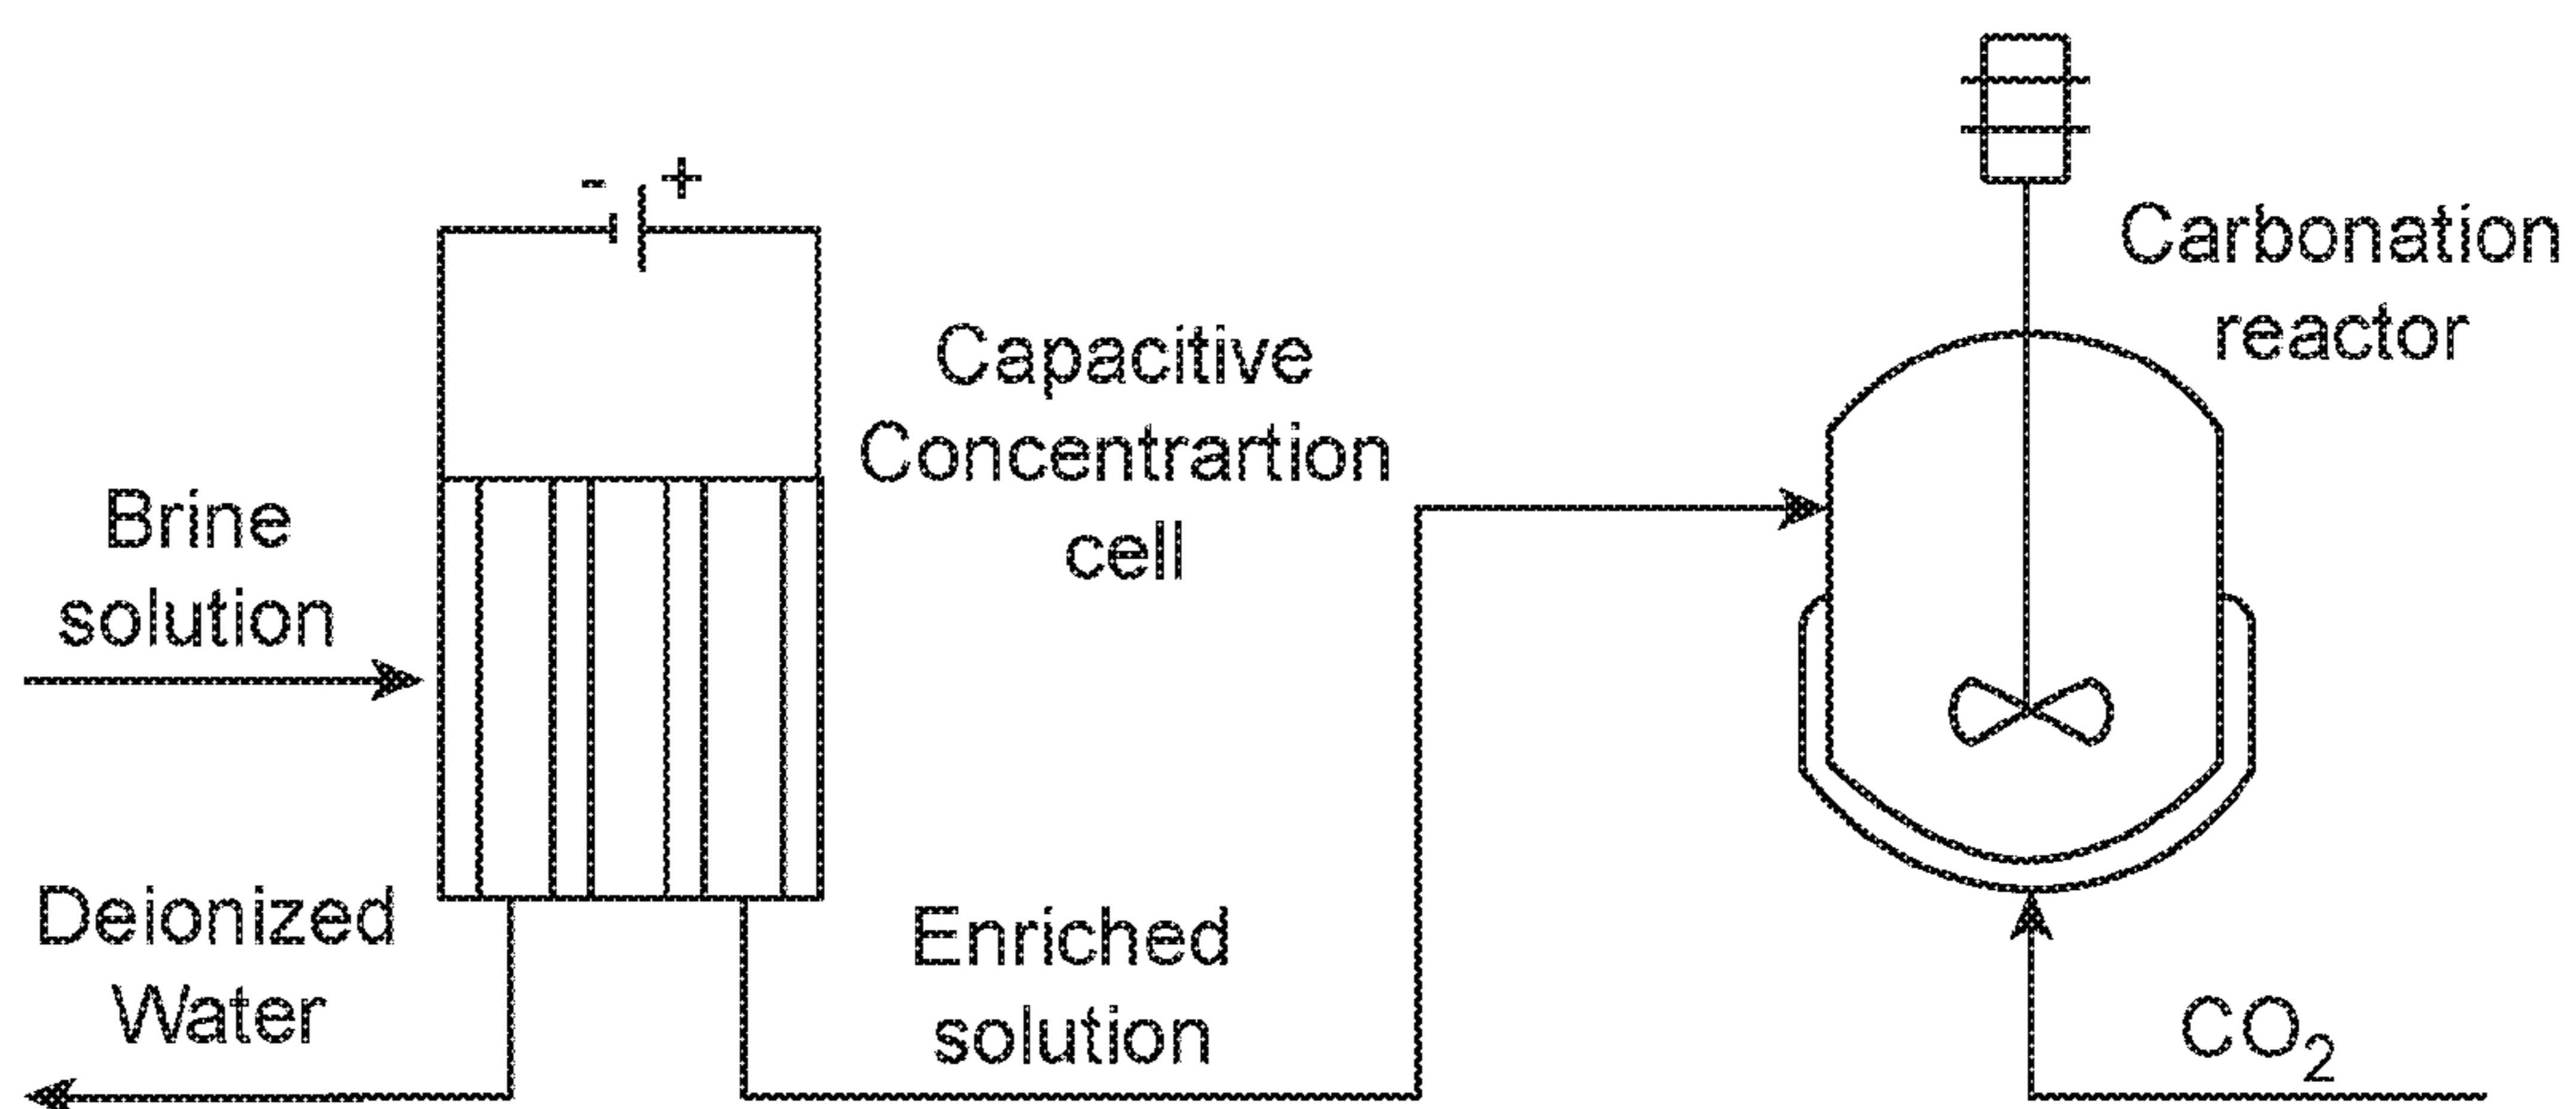 - +
Carbonation
reactor
Capacitive
Concentrartion
cell
Brine
solution
Deionized
Water
Enriched
solution
CO₂